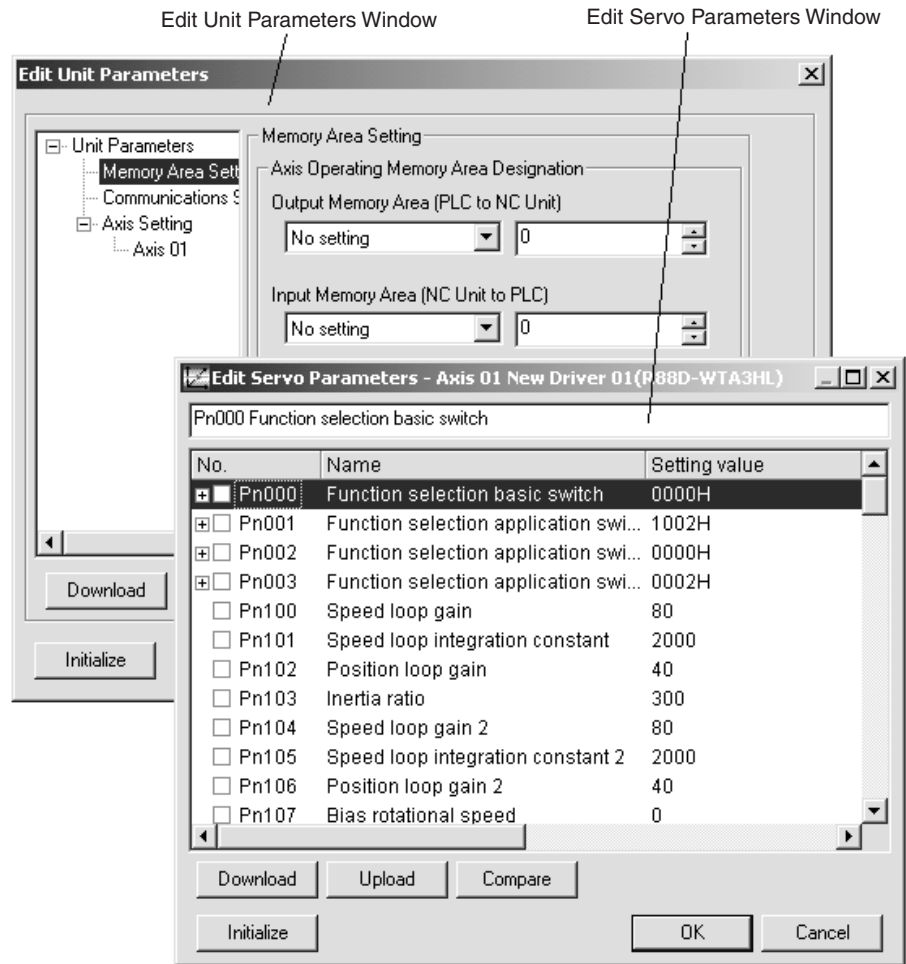 Edit Unit Parameters Window
Edit Servo Parameters Window
Edit Unit Parameters
Unit Parameters
Memory Area Sett
Communications S
Axis Setting
Axis 01
Memory Area Setting
Axis Operating Memory Area Designation
Output Memory Area (PLC to NC Unit)
No setting 0
Input Memory Area (NC Unit to PLC)
No setting 0
Download
Initialize
Edit Servo Parameters - Axis 01 New Driver 01(R88D-WTA3HL)
Pn000 Function selection basic switch
No. Name Setting value
Pn000 Function selection basic switch 0000H
Pn001 Function selection application swi... 1002H
Pn002 Function selection application swi... 0000H
Pn003 Function selection application swi... 0002H
Pn100 Speed loop gain 80
Pn101 Speed loop integration constant 2000
Pn102 Position loop gain 40
Pn103 Inertia ratio 300
Pn104 Speed loop gain 2 80
Pn105 Speed loop integration constant 2 2000
Pn106 Position loop gain 2 40
Pn107 Bias rotational speed 0
Download Upload Compare
Initialize OK Cancel